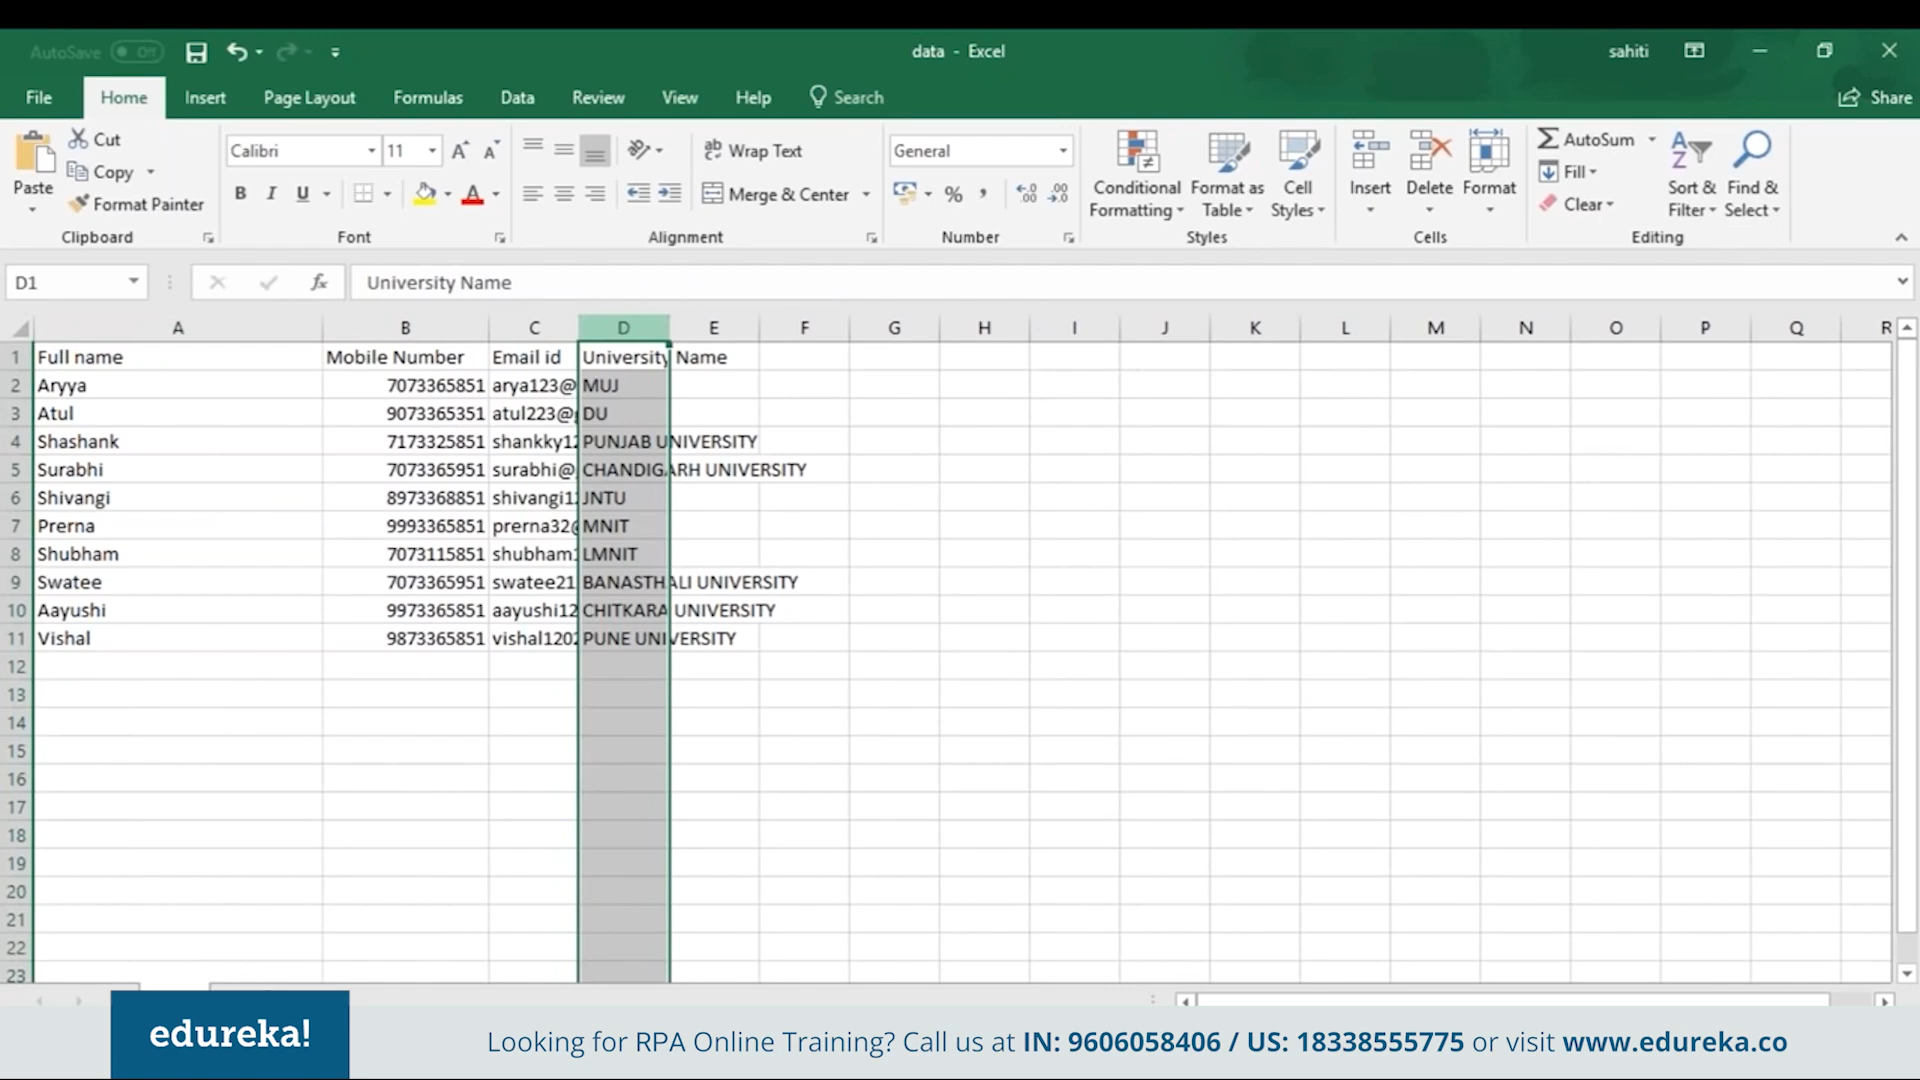 AutoSave Off
data - Excel
sahiti
File Home Insert Page Layout Formulas Data Review View Help Search
Share
Paste
Cut
Copy
Format Painter
Clipboard
Calibri 11
B I U
Font
Wrap Text
Merge & Center
Alignment
General
%
Number
Conditional Formatting
Format as Table
Cell Styles
Styles
Insert
Delete
Format
Cells
AutoSum
Fill
Clear
Sort & Filter
Find & Select
Editing
D1 fx University Name
A B C D E F G H I J K L M N O P Q R
1 Full name Mobile Number Email id University Name
2 Aryya 7073365851 arya123@ MUJ
3 Atul 9073365351 atul223@ DU
4 Shashank 7173325851 shankky12 PUNJAB UNIVERSITY
5 Surabhi 7073365951 surabhi@ CHANDIGARH UNIVERSITY
6 Shivangi 8973368851 shivangi12 JNTU
7 Prerna 9993365851 prerna32@ MNIT
8 Shubham 7073115851 shubham1 LMNIT
9 Swatee 7073365951 swatee21 BANASTHALI UNIVERSITY
10 Aayushi 9973365851 aayushi12 CHITKARA UNIVERSITY
11 Vishal 9873365851 vishal1202 PUNE UNIVERSITY
12
13
14
15
16
17
18
19
20
21
22
23
edureka!
Looking for RPA Online Training? Call us at IN: 9606058406 / US: 18338555775 or visit www.edureka.co